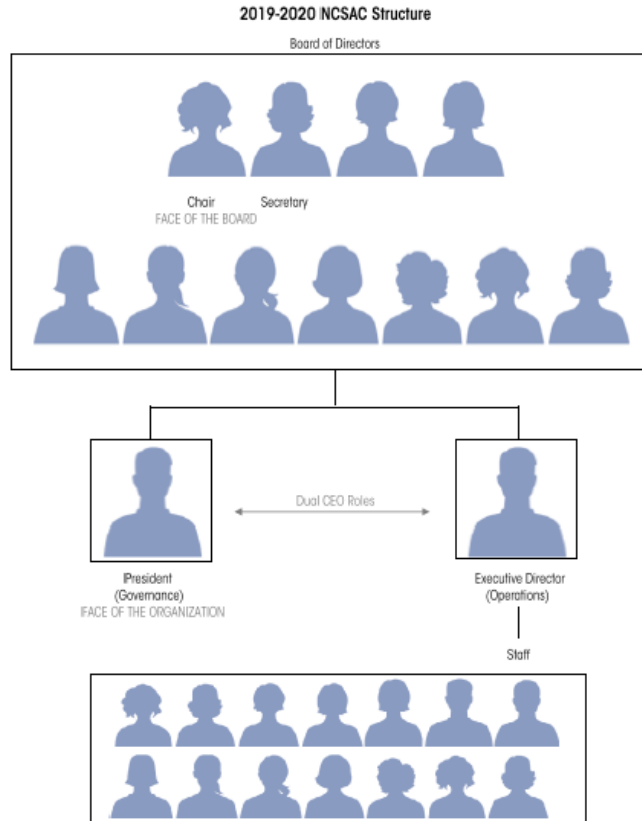 2019-2020 NCSAC Structure
Board of Directors
Chair
Secretary
FACE OF THE BOARD
Dual CEO Roles
President
(Governance)
FACE OF THE ORGANIZATION
Executive Director
(Operations)
Staff